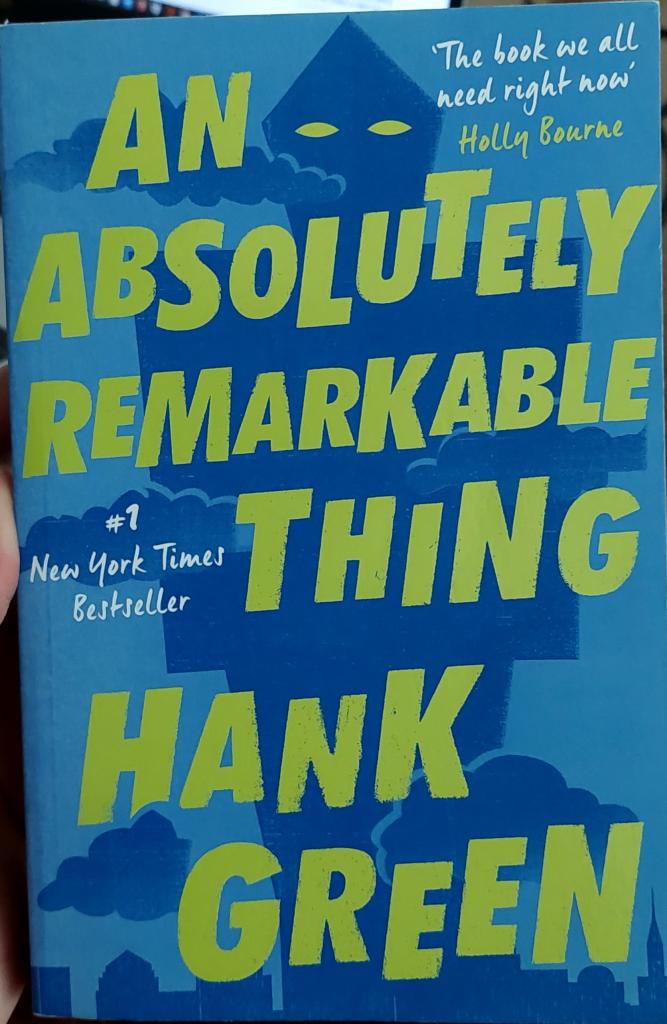 'The book we all
need right now'
Holly Bourne
AN
ABSOLUTELY
REMARKABLE
THING
#1
New York Times
Bestseller
HANK
GREEN